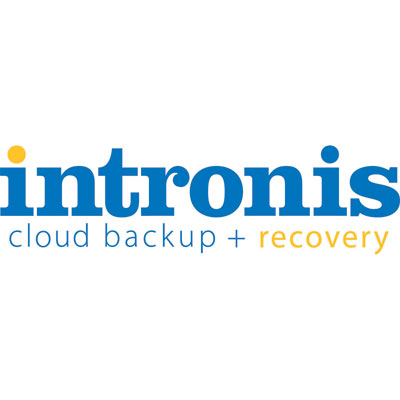 intronis
cloud backup + recovery